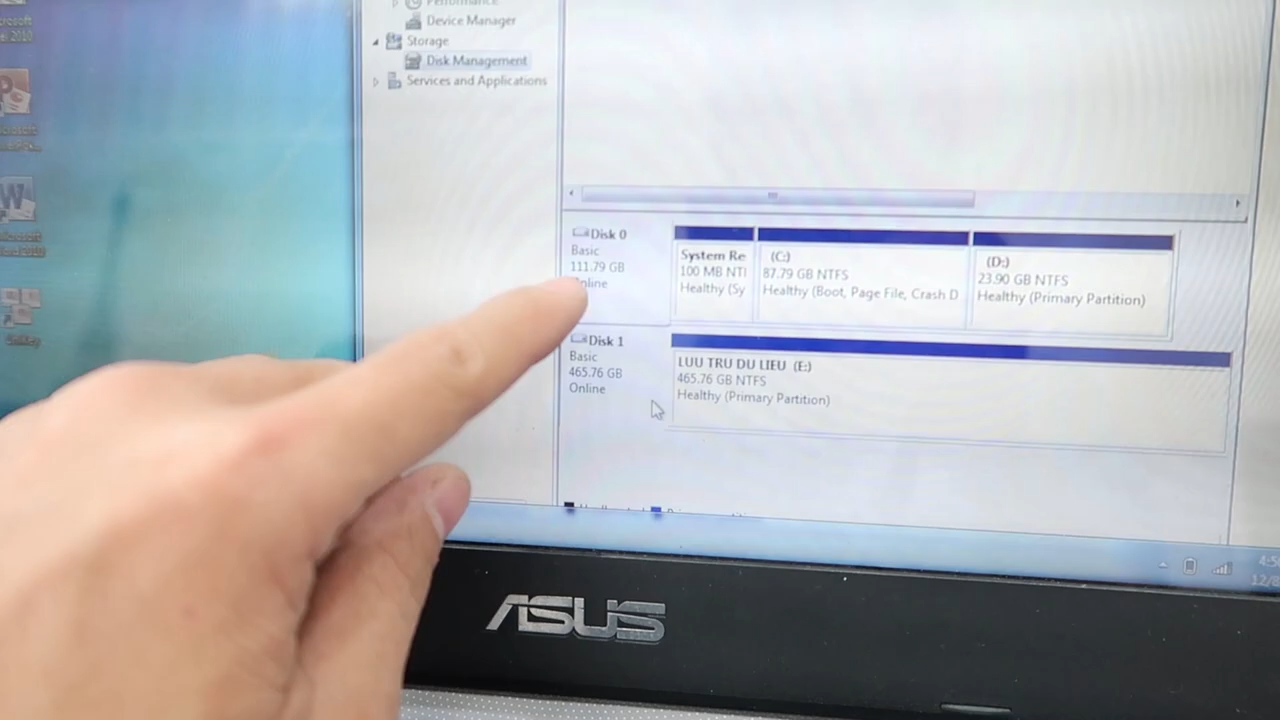 Performance
Device Manager
Storage
Disk Management
Services and Applications
Disk 0
Basic
111.79 GB
nline
System Re
100 MB NTI
Healthy (Sy
(C:)
87.79 GB NTFS
Healthy (Boot, Page File, Crash D
(D:)
23.90 GB NTFS
Healthy (Primary Partition)
Disk 1
Basic
465.76 GB
Online
LUU TRU DU LIEU (E:)
465.76 GB NTFS
Healthy (Primary Partition)
ASUS